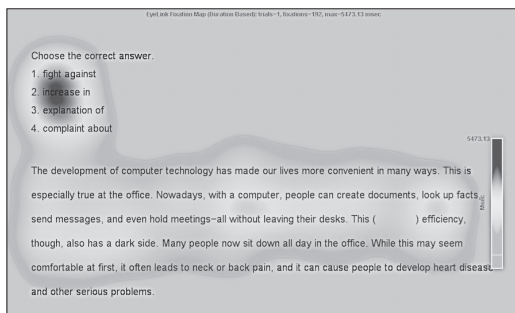 EyeLink Fixation Map (Duration Based): trials=1, fixations=182, max=5473.13 msec
Choose the correct answer.
1. fight against
2. increase in
3. explanation of
4. complaint about
5473.13
Msec
The development of computer technology has made our lives more convenient in many ways. This is
especially true at the office. Nowadays, with a computer, people can create documents, look up facts,
send messages, and even hold meetings-all without leaving their desks. This (          ) efficiency,
though, also has a dark side. Many people now sit down all day in the office. While this may seem
comfortable at first, it often leads to neck or back pain, and it can cause people to develop heart disease
and other serious problems.